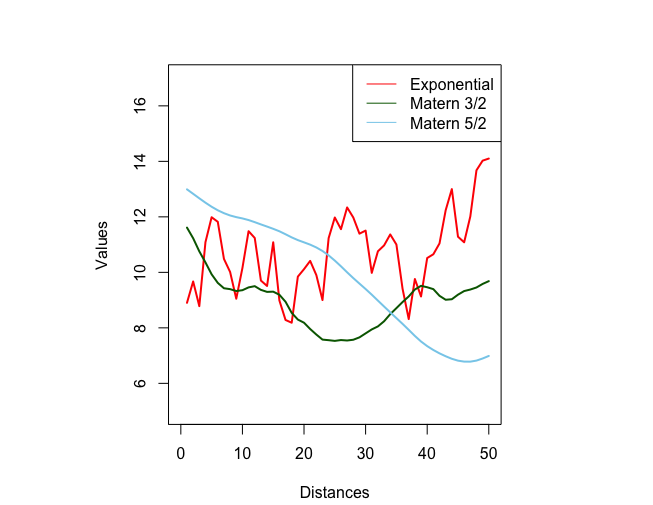 Exponential
Matern 3/2
Matern 5/2
16
14
12
10
8
6
Values
0 10 20 30 40 50
Distances